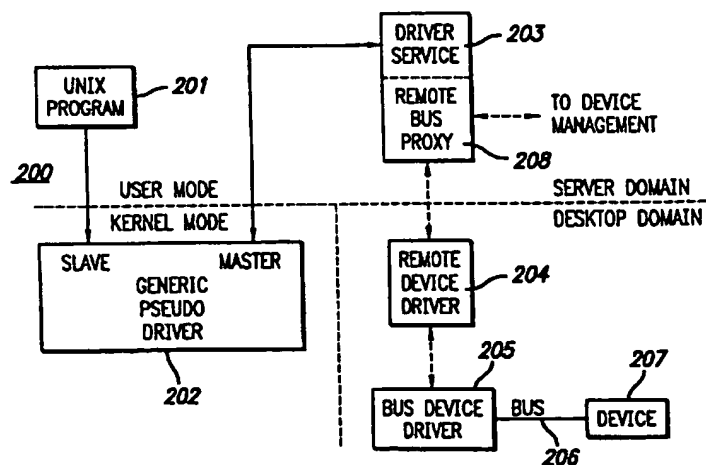 UNIX
PROGRAM
201
DRIVER
SERVICE
203
REMOTE
BUS
PROXY
208
TO DEVICE
MANAGEMENT
200
USER MODE
SERVER DOMAIN
KERNEL MODE
DESKTOP DOMAIN
SLAVE
MASTER
GENERIC
PSEUDO
DRIVER
202
REMOTE
DEVICE
DRIVER
204
205
207
BUS DEVICE
DRIVER
BUS
206
DEVICE